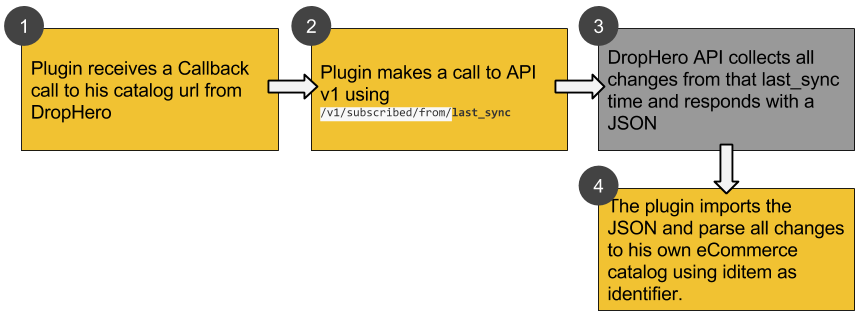 1
Plugin receives a Callback
call to his catalog url from
DropHero
2
Plugin makes a call to API
v1 using
/v1/subscribed/from/last_sync
3
DropHero API collects all
changes from that last_sync
time and responds with a
JSON
4
The plugin imports the
JSON and parse all changes
to his own eCommerce
catalog using iditem as
identifier.